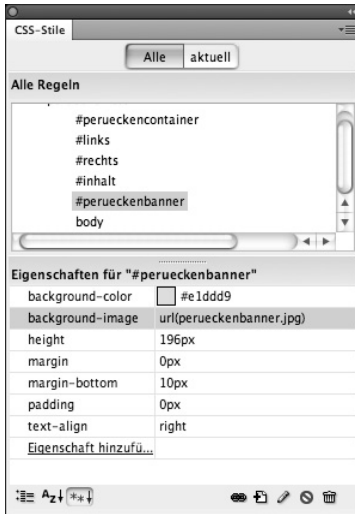 CSS-Stile
Alle aktuell
Alle Regeln
#perueckencontainer
#links
#rechts
#inhalt
#perueckenbanner
body
Eigenschaften für "#perueckenbanner"
background-color #e1ddd9
background-image url(perueckenbanner.jpg)
height 196px
margin 0px
margin-bottom 10px
padding 0px
text-align right
Eigenschaft hinzufü...
Az **